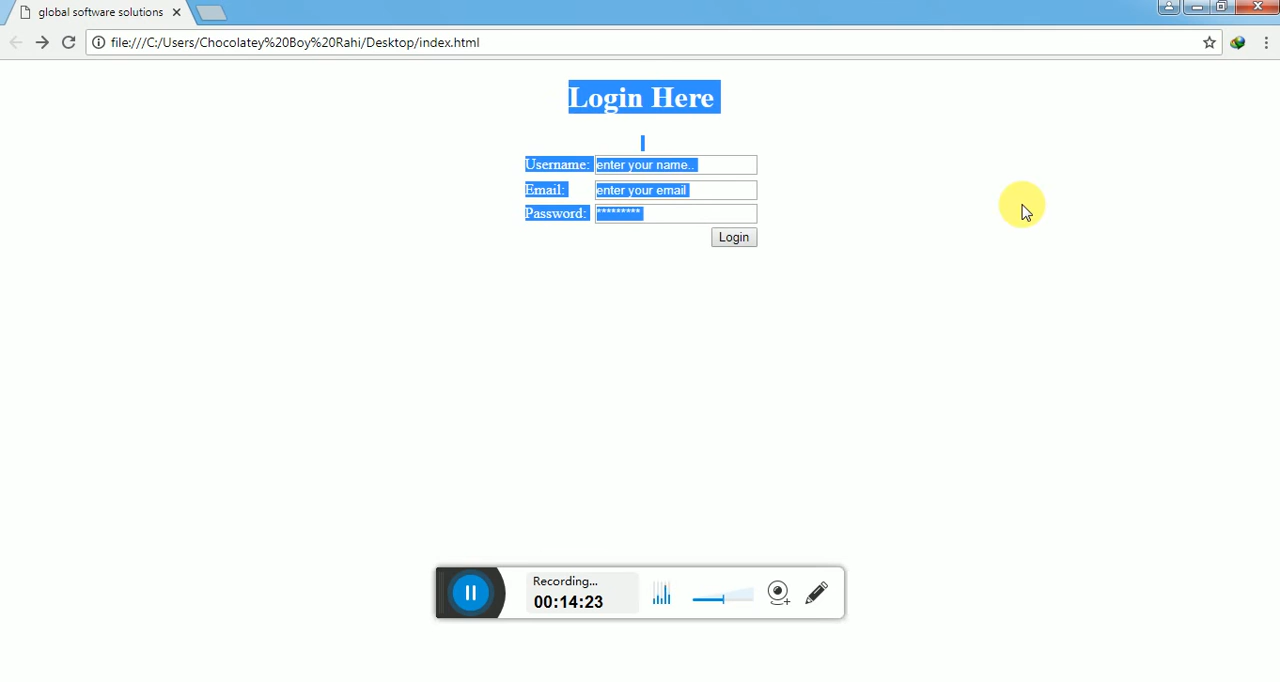 global software solutions
file:///C:/Users/Chocolatey%20Boy%20Rahi/Desktop/index.html
Login Here
Username: enter your name..
Email: enter your email
Password: *********
Login
Recording...
00:14:23